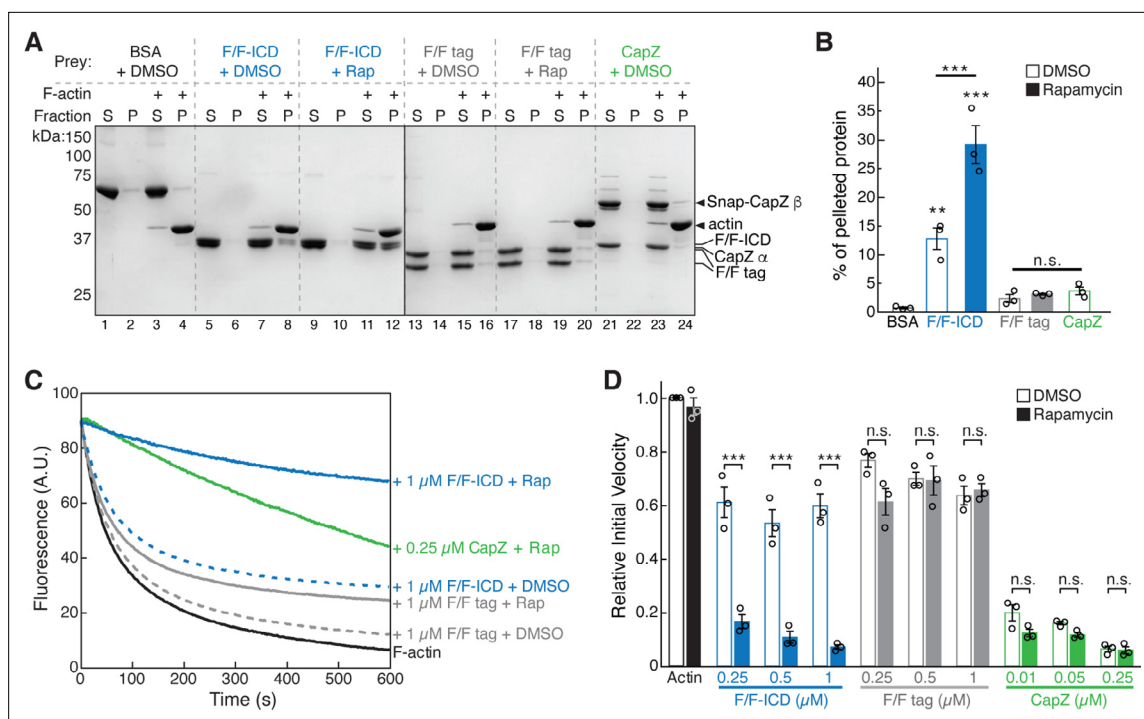 A
Prey:
BSA + DMSO
F/F-ICD + DMSO
F/F-ICD + Rap
F/F tag + DMSO
F/F tag + Rap
CapZ + DMSO
F-actin + + + + + + + + + + + +
Fraction S P S P S P S P S P S P S P S P S P S P S P S P
kDa: 150
100
75
50
37
25
Snap-CapZ β
actin
F/F-ICD
CapZ α
F/F tag
1 2 3 4 5 6 7 8 9 10 11 12 13 14 15 16 17 18 19 20 21 22 23 24
B
DMSO
Rapamycin
% of pelleted protein
40
35
30
25
20
15
10
5
0
***
***
**
n.s.
BSA F/F-ICD F/F tag CapZ
C
Fluorescence (A.U.)
100
80
60
40
20
0
+ 1 µM F/F-ICD + Rap
+ 0.25 µM CapZ + Rap
+ 1 µM F/F-ICD + DMSO
+ 1 µM F/F tag + Rap
+ 1 µM F/F tag + DMSO
F-actin
0 100 200 300 400 500 600
Time (s)
D
DMSO
Rapamycin
Relative Initial Velocity
1.0
0.8
0.6
0.4
0.2
0.0
*** *** ***
n.s. n.s. n.s.
n.s. n.s. n.s.
Actin 0.25 0.5 1 0.25 0.5 1 0.01 0.05 0.25
F/F-ICD (µM) F/F tag (µM) CapZ (µM)